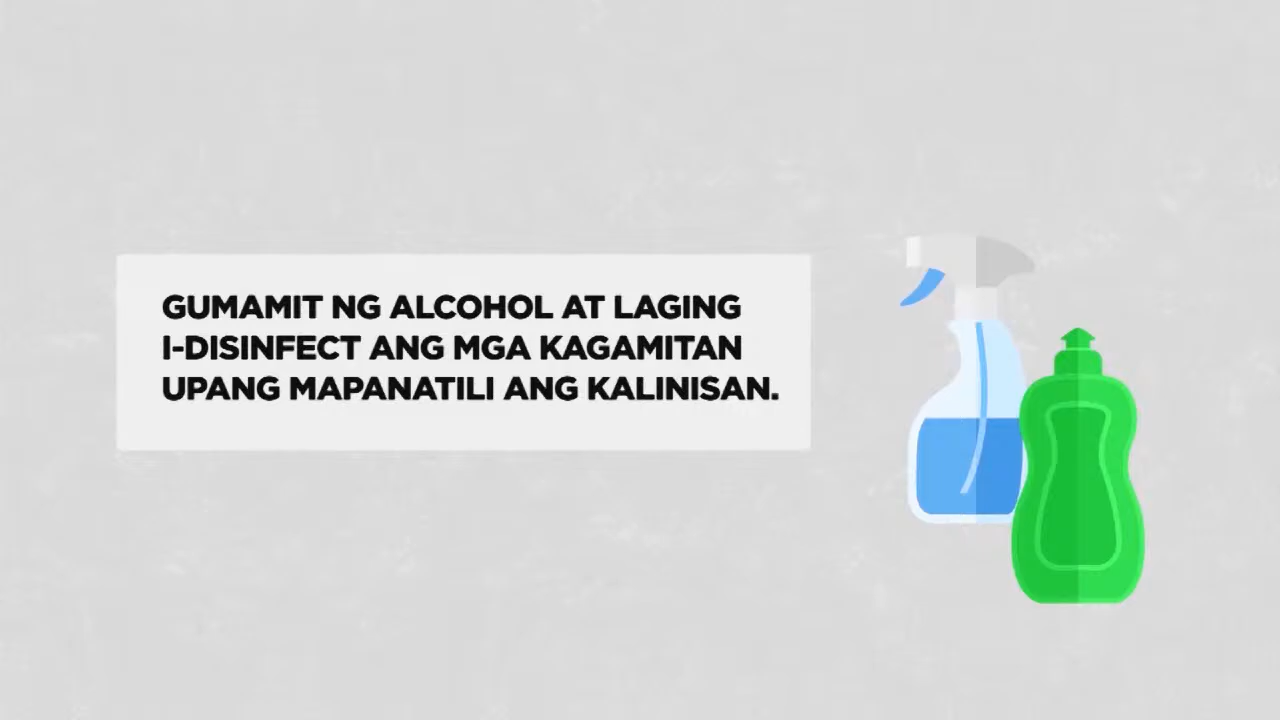 GUMAMIT NG ALCOHOL AT LAGING
I-DISINFECT ANG MGA KAGAMITAN
UPANG MAPANATILI ANG KALINISAN.